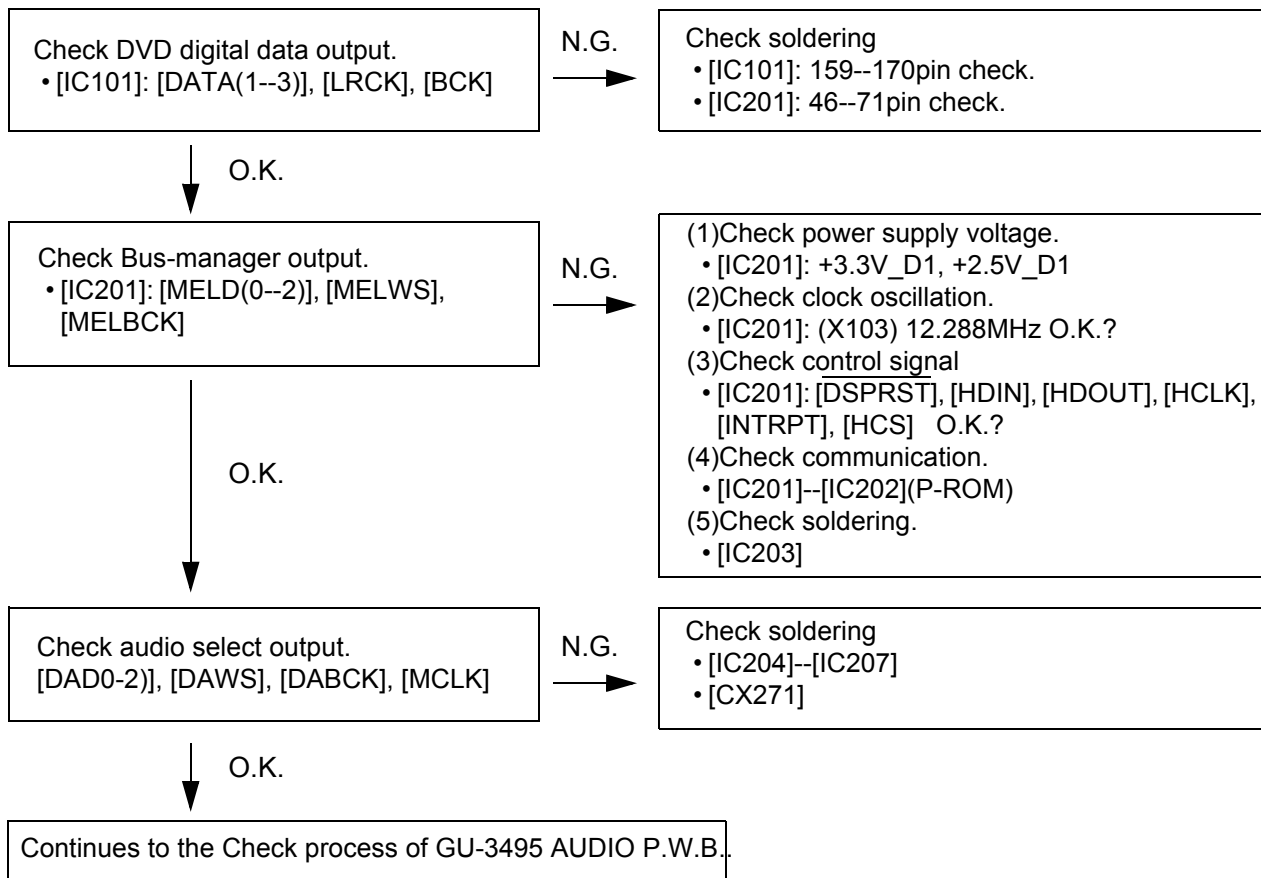 Check DVD digital data output.
• [IC101]: [DATA(1--3)], [LRCK], [BCK]
N.G.
Check soldering
• [IC101]: 159--170pin check.
• [IC201]: 46--71pin check.
O.K.
Check Bus-manager output.
• [IC201]: [MELD(0--2)], [MELWS],
[MELBCK]
N.G.
(1)Check power supply voltage.
• [IC201]: +3.3V_D1, +2.5V_D1
(2)Check clock oscillation.
• [IC201]: (X103) 12.288MHz O.K.?
(3)Check control signal
• [IC201]: [DSPRST], [HDIN], [HDOUT], [HCLK],
[INTRPT], [HCS] O.K.?
(4)Check communication.
• [IC201]--[IC202](P-ROM)
(5)Check soldering.
• [IC203]
O.K.
Check audio select output.
[DAD0-2)], [DAWS], [DABCK], [MCLK]
N.G.
Check soldering
• [IC204]--[IC207]
• [CX271]
O.K.
Continues to the Check process of GU-3495 AUDIO P.W.B..